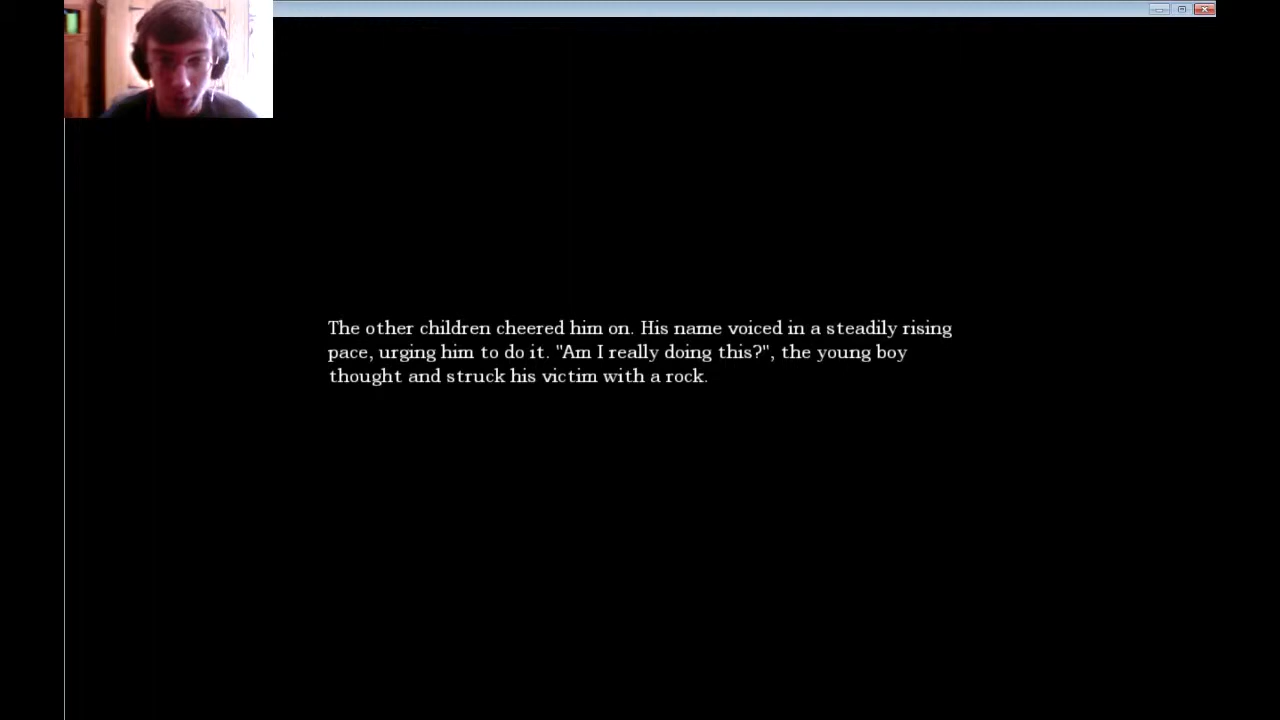 The other children cheered him on. His name voiced in a steadily rising
pace, urging him to do it. "Am I really doing this?", the young boy
thought and struck his victim with a rock.